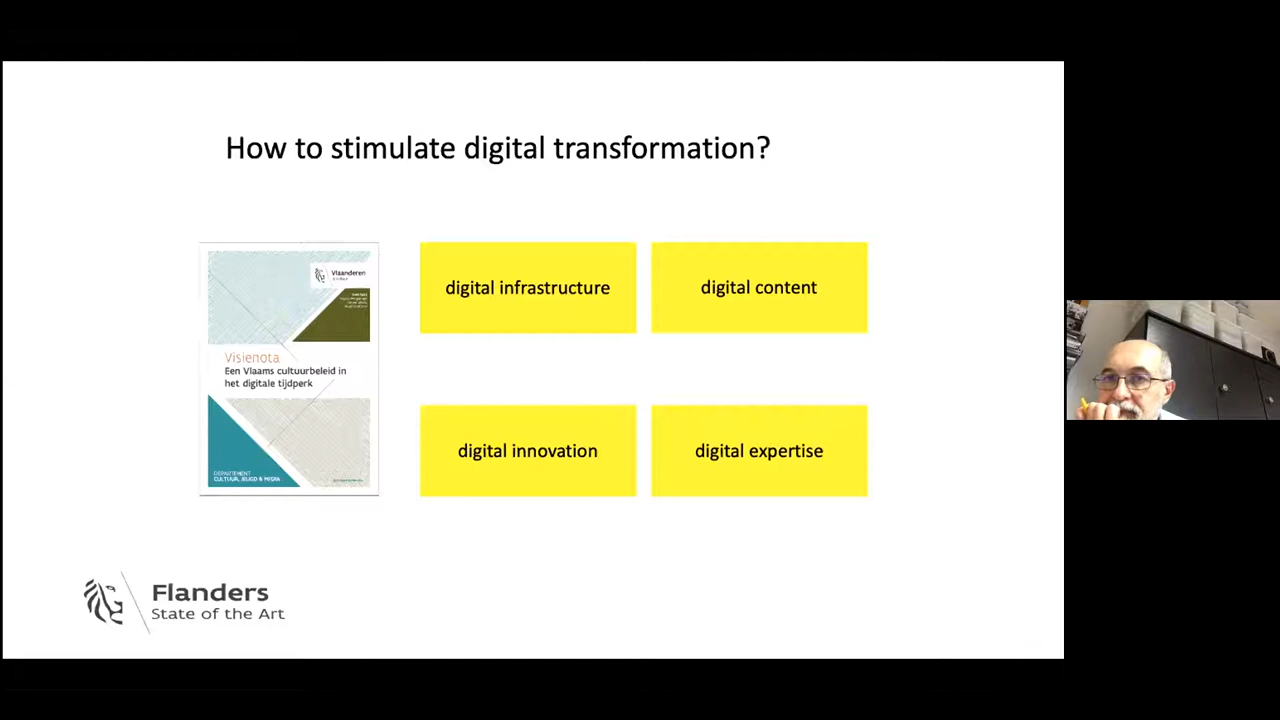 How to stimulate digital transformation?
Vlaanderen
Visienota
Een Vlaams cultuurbeleid in
het digitale tijdperk
DEPARTEMENT
CULTUUR, JEUGD & MEDIA
digital infrastructure
digital content
digital innovation
digital expertise
Flanders
State of the Art